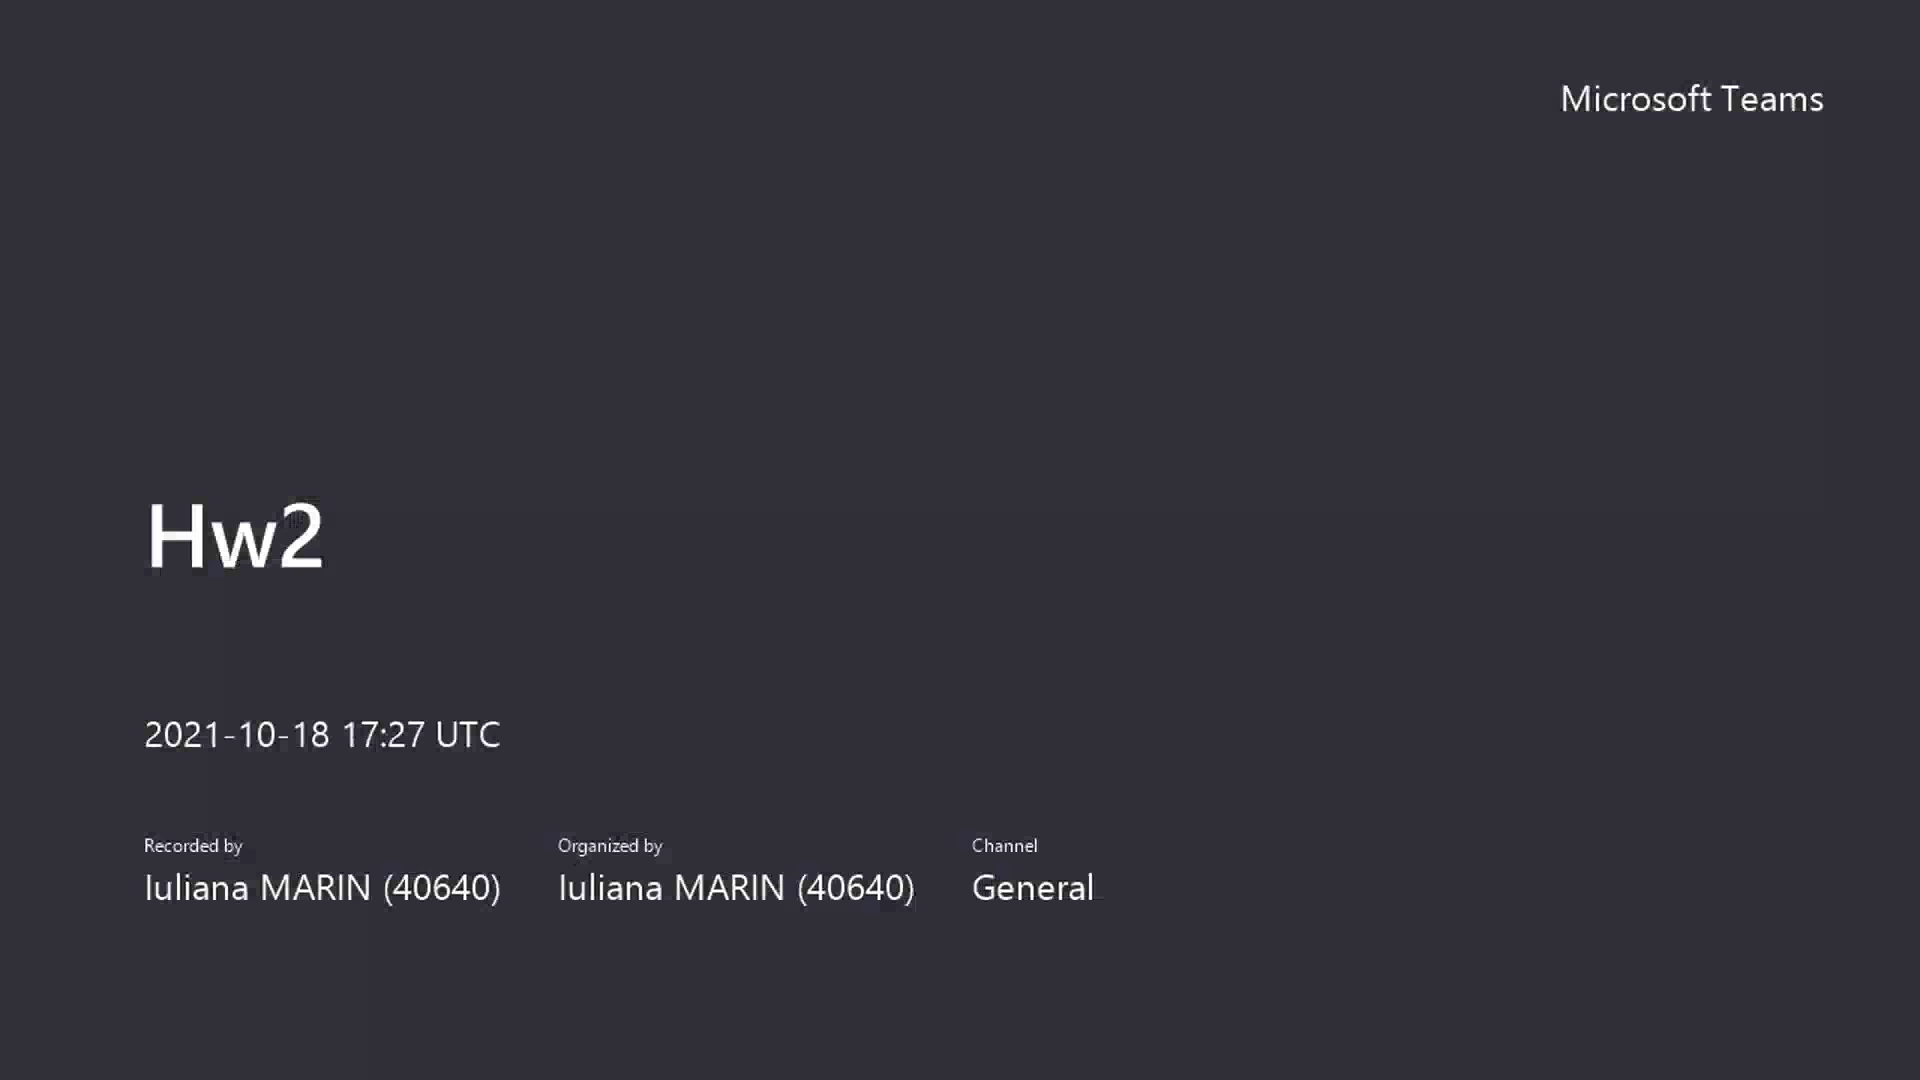 Microsoft Teams
Hw2
2021-10-18 17:27 UTC
Recorded by
Iuliana MARIN (40640)
Organized by
Iuliana MARIN (40640)
Channel
General